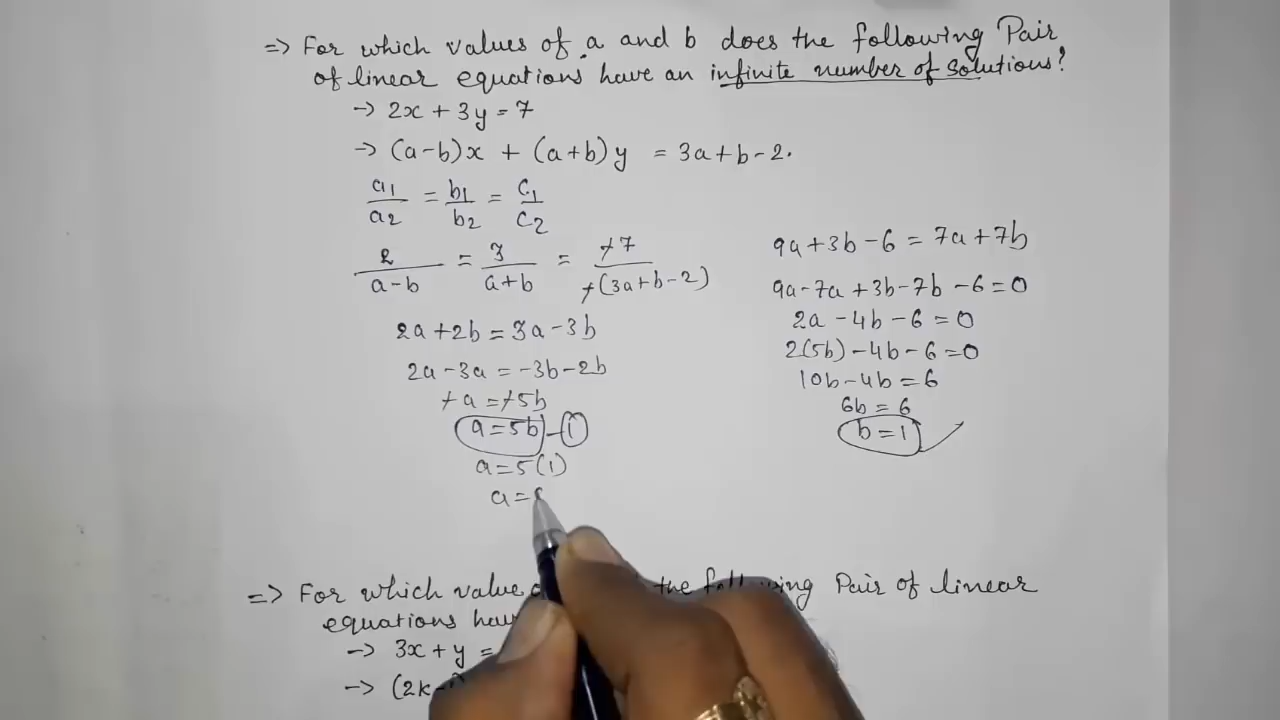 => For which values of a and b does the following Pair
of linear equations have an infinite number of solutions?
→ 2x + 3y = 7
→ (a-b)x + (a+b)y = 3a+b-2.
a1/a2 = b1/b2 = c1/c2
2/(a-b) = 3/(a+b) = -7/-(3a+b-2)
2a+2b = 3a-3b
2a-3a = -3b-2b
-a = -5b
a=5b -①
a=5(1)
a=
9a+3b-6 = 7a+7b
9a-7a+3b-7b-6=0
2a-4b-6=0
2(5b)-4b-6=0
10b-4b=6
6b=6
b=1
=> For which value the following Pair of linear
equations
→ 3x+y =
→ (2k